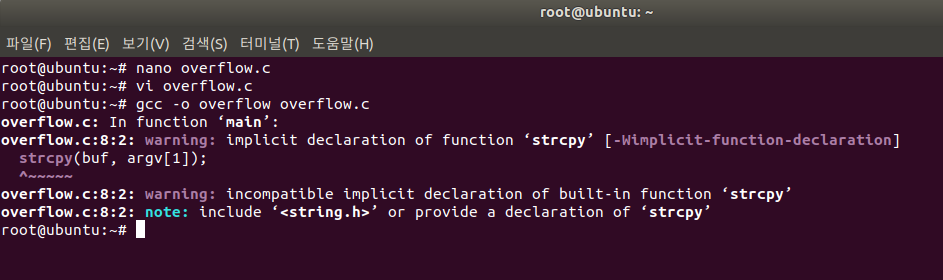 root@ubuntu: ~
파일(F) 편집(E) 보기(V) 검색(S) 터미널(T) 도움말(H)
root@ubuntu:~# nano overflow.c
root@ubuntu:~# vi overflow.c
root@ubuntu:~# gcc -o overflow overflow.c
overflow.c: In function ‘main’:
overflow.c:8:2: warning: implicit declaration of function ‘strcpy’ [-Wimplicit-function-declaration]
  strcpy(buf, argv[1]);
  ^~~~~~
overflow.c:8:2: warning: incompatible implicit declaration of built-in function ‘strcpy’
overflow.c:8:2: note: include ‘<string.h>’ or provide a declaration of ‘strcpy’
root@ubuntu:~#